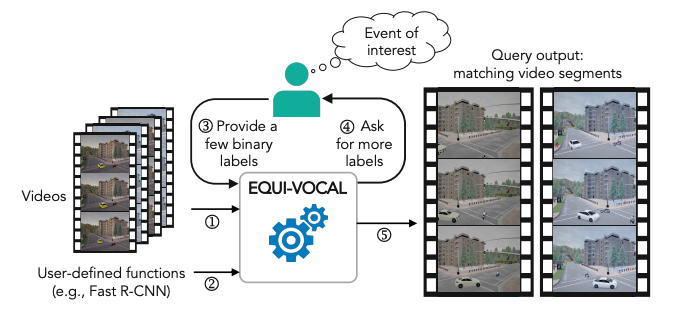 Event of
interest
Query output:
matching video segments
③ Provide a
few binary
labels
④ Ask
for more
labels
Videos
EQUI-VOCAL
①
⑤
User-defined functions
(e.g., Fast R-CNN)
②